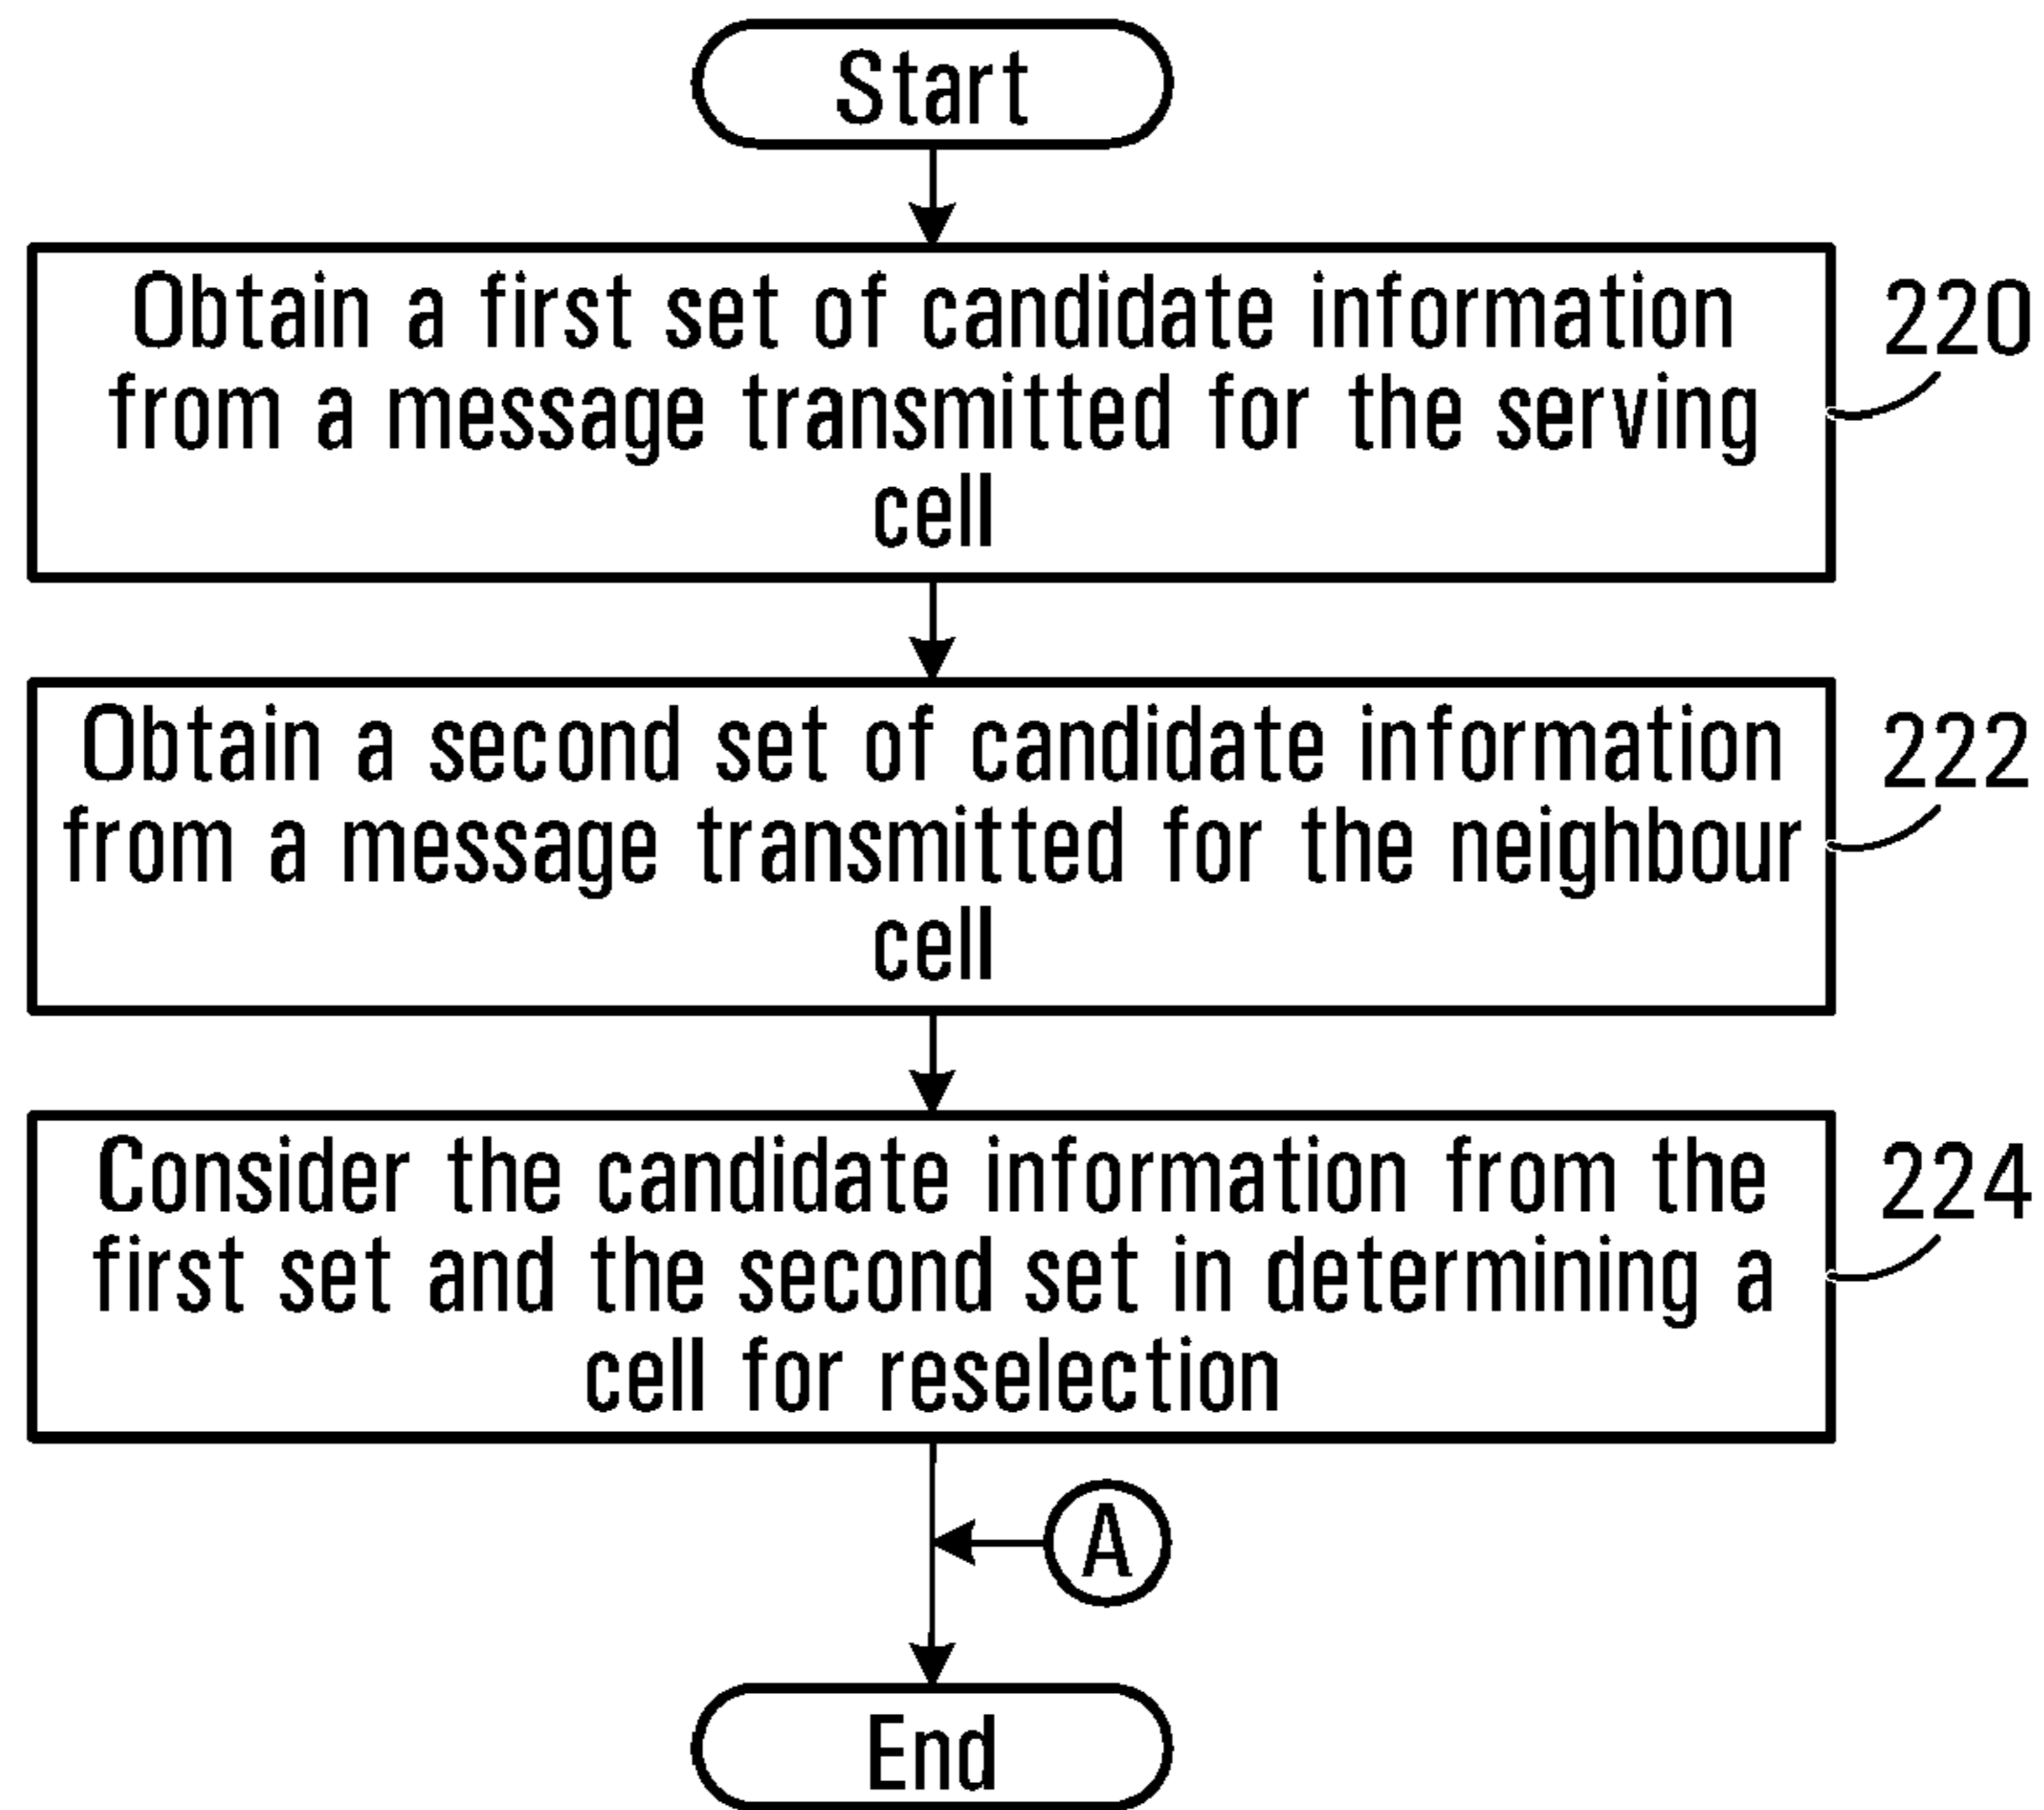 Start
Obtain a first set of candidate information
220
from a message transmitted for the serving
cell
Obtain a second set of candidate information
222
from a message transmitted for the neighbour
cell
Consider the candidate information from the
224
first set and the second set in determining a
cell for reselection
A
End